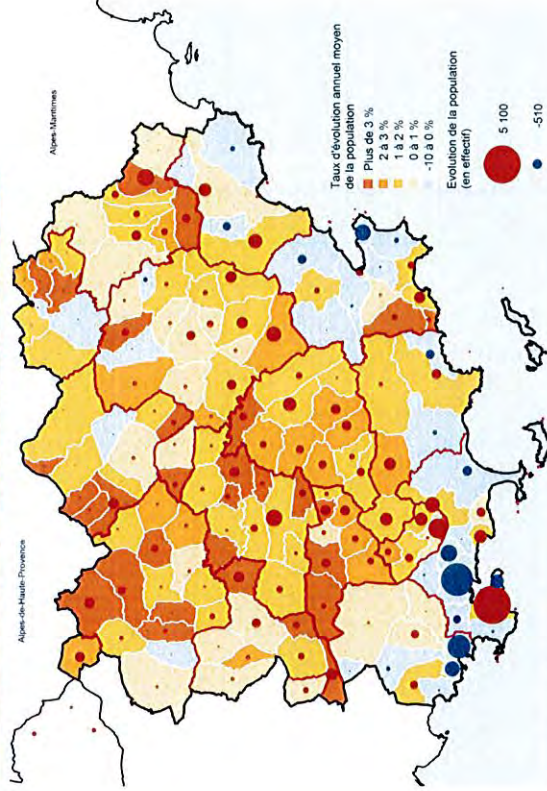 Alpes-de-Haute-Provence
Alpes-Maritimes
Taux d'évolution annuel moyen
de la population
Plus de 3 %
2 à 3 %
1 à 2 %
0 à 1 %
-10 à 0 %
Evolution de la population
(en effectif)
5 100
-510